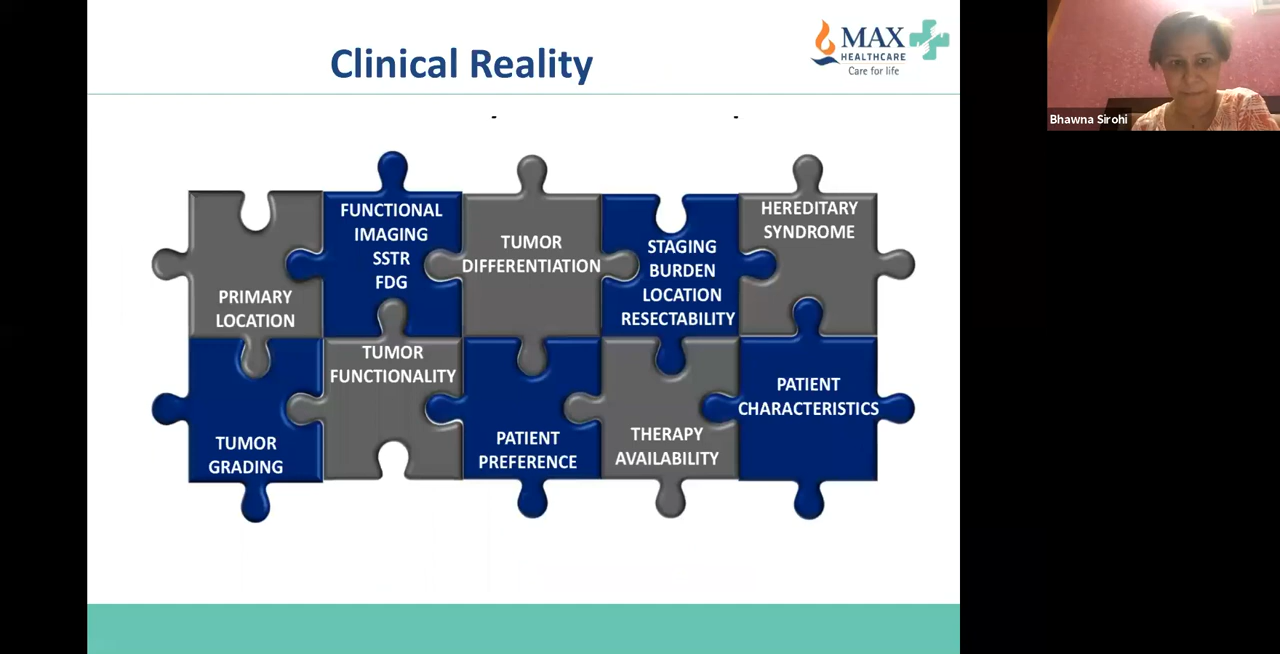 Clinical Reality
MAX
HEALTHCARE
Care for life
Bhawna Sirohi
-
-
PRIMARY
LOCATION
FUNCTIONAL
IMAGING
SSTR
FDG
TUMOR
DIFFERENTIATION
STAGING
BURDEN
LOCATION
RESECTABILITY
HEREDITARY
SYNDROME
TUMOR
GRADING
TUMOR
FUNCTIONALITY
PATIENT
PREFERENCE
THERAPY
AVAILABILITY
PATIENT
CHARACTERISTICS